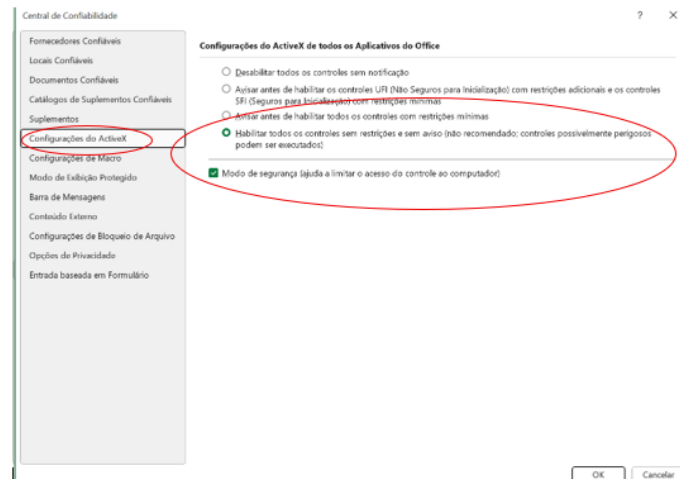 Central de Confiabilidade
? ×
Fornecedores Confiáveis
Locais Confiáveis
Documentos Confiáveis
Catálogos de Suplementos Confiáveis
Suplementos
Configurações do ActiveX
Configurações de Macro
Modo de Exibição Protegido
Barra de Mensagens
Conteúdo Externo
Configurações de Bloqueio de Arquivo
Opções de Privacidade
Entrada baseada em Formulário
Configurações do ActiveX de todos os Aplicativos do Office
Desabilitar todos os controles sem notificação
Avisar antes de habilitar os controles UFI (Não Seguros para Inicialização) com restrições adicionais e os controles
SFI (Seguros para Inicialização) com restrições mínimas
Avisar antes de habilitar todos os controles com restrições mínimas
Habilitar todos os controles sem restrições e sem aviso (não recomendado; controles possivelmente perigosos
podem ser executados)
Modo de segurança (ajuda a limitar o acesso do controle ao computador)
OK
Cancelar